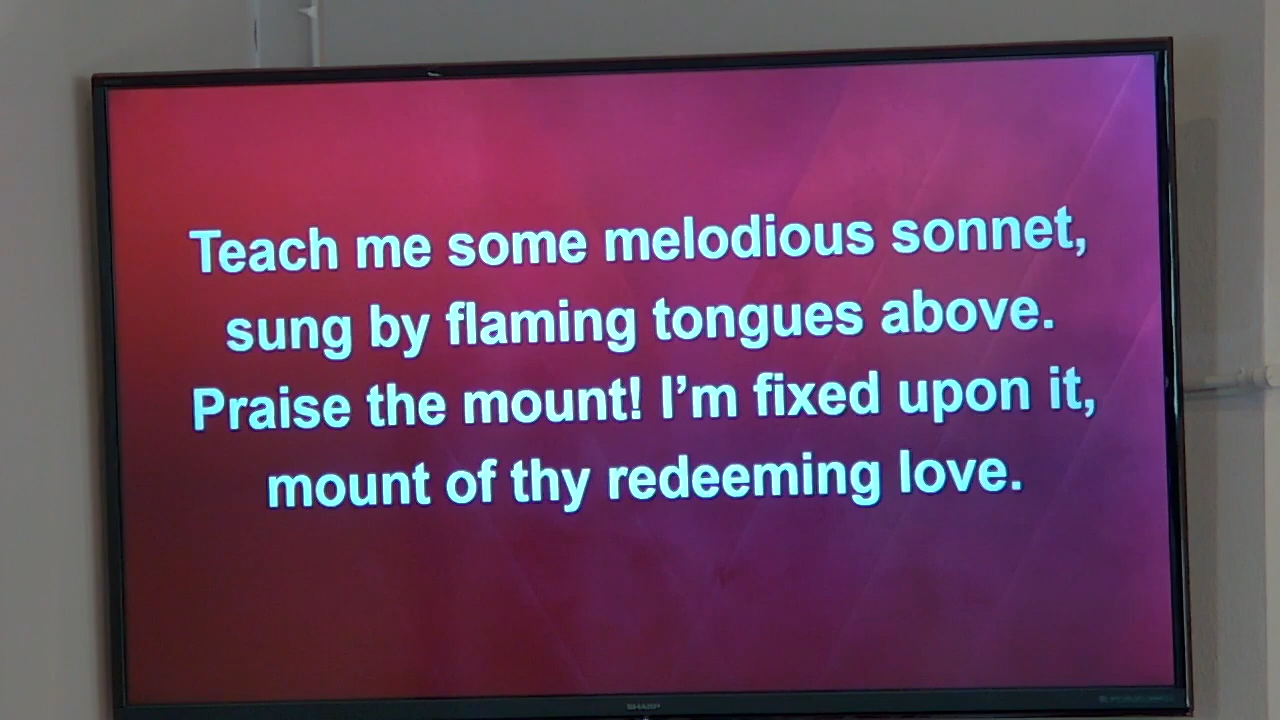 Teach me some melodious sonnet,
sung by flaming tongues above.
Praise the mount! I’m fixed upon it,
mount of thy redeeming love.
SHARP